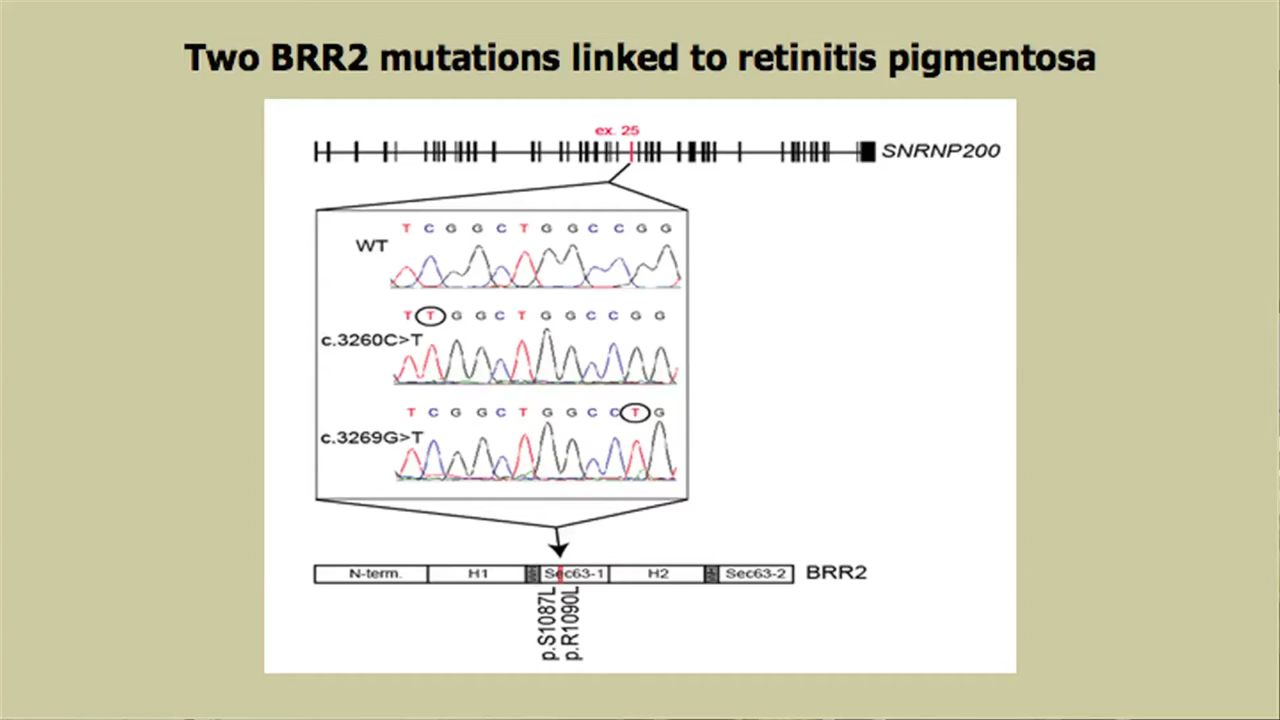 Two BRR2 mutations linked to retinitis pigmentosa
ex. 25
SNRNP200
T C G G C T G G C C G G
WT
T T G G C T G G C C G G
c.3260C>T
T C G G C T G G C C T G
c.3269G>T
N-term. H1 Sec63-1 H2 Sec63-2 BRR2
p.S1087L
p.R1090L